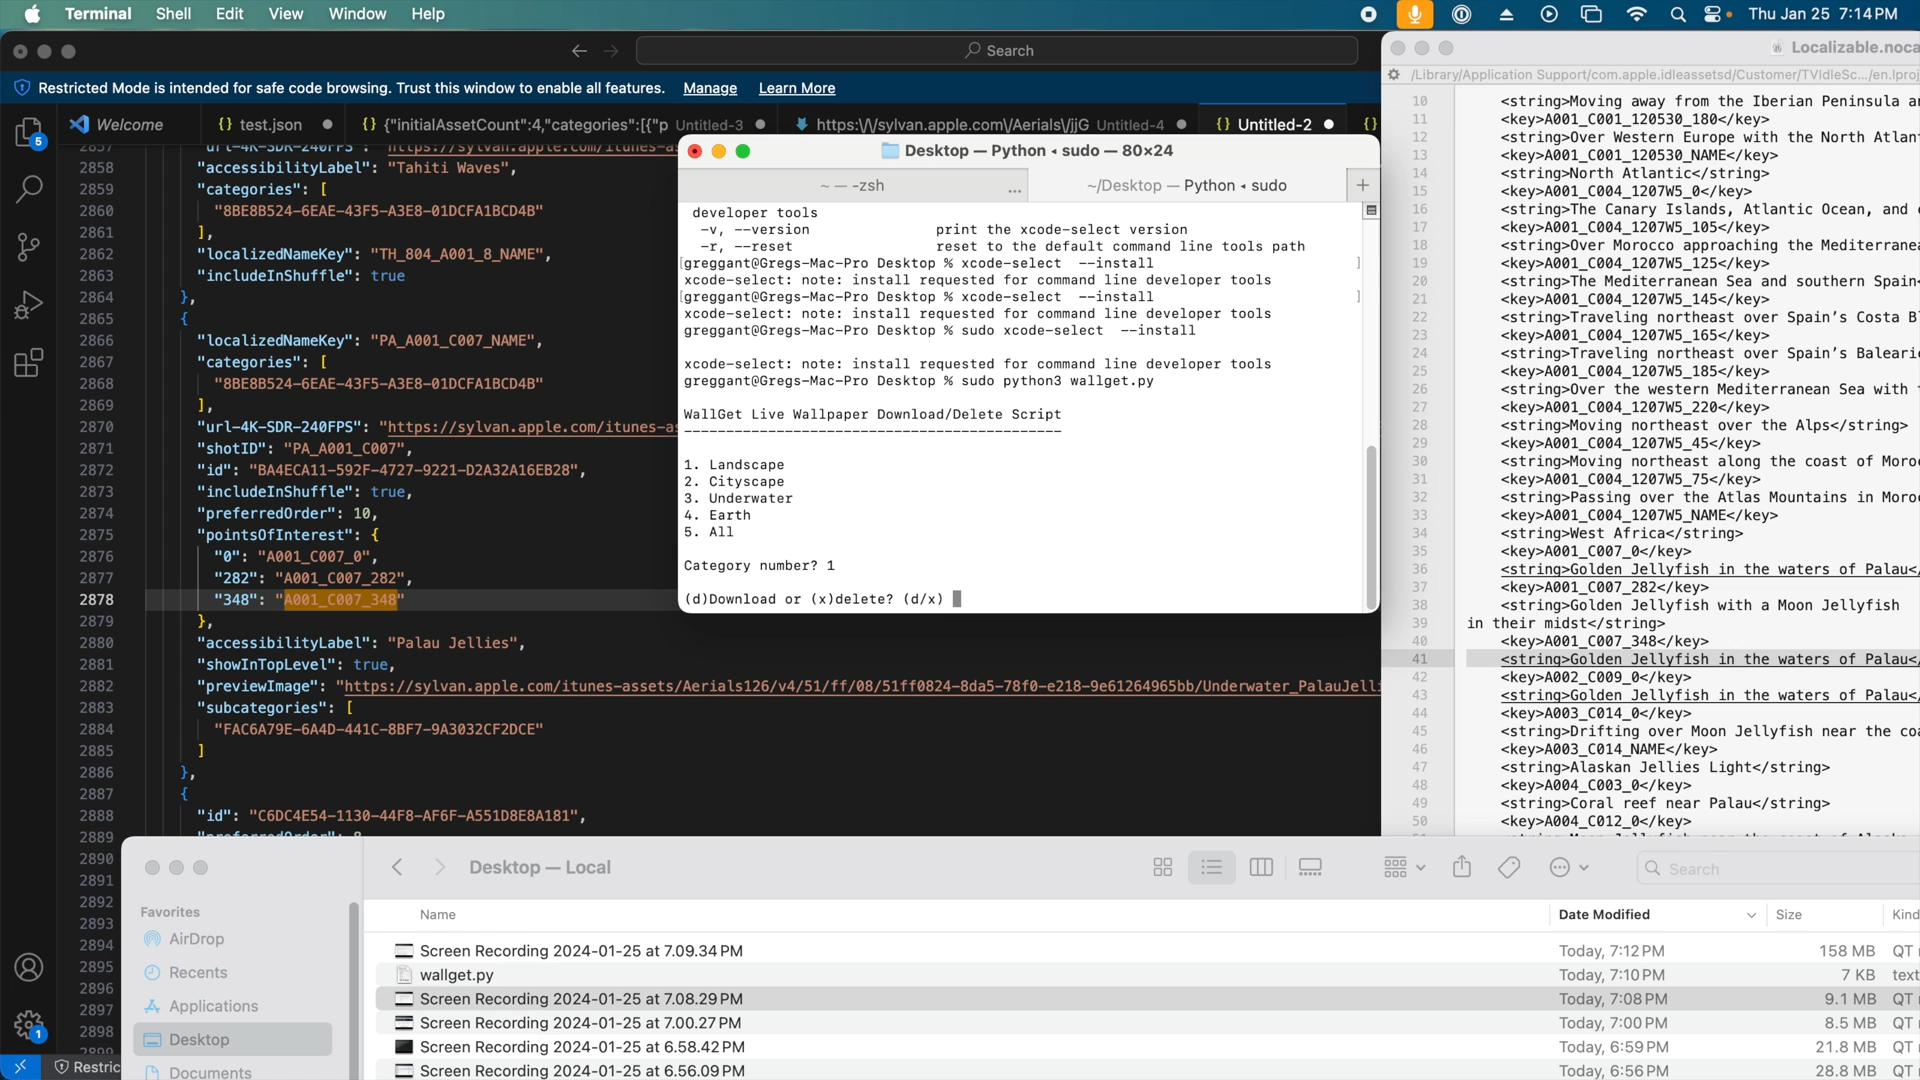 Terminal Shell Edit View Window Help
Thu Jan 25 7:14 PM
Search
Restricted Mode is intended for safe code browsing. Trust this window to enable all features. Manage Learn More
Welcome
{} test.json
{} {"initialAssetCount":4,"categories":[{"p Untitled-3
https:\/\/sylvan.apple.com\/Aerials\/jjG Untitled-4
{} Untitled-2
{}
5
2857 "url-4K-SDR-240FPS": "https://sylvan.apple.com/itunes-as
2858 "accessibilityLabel": "Tahiti Waves",
2859 "categories": [
2860 "8BE8B524-6EAE-43F5-A3E8-01DCFA1BCD4B"
2861 ],
2862 "localizedNameKey": "TH_804_A001_8_NAME",
2863 "includeInShuffle": true
2864 },
2865 {
2866 "localizedNameKey": "PA_A001_C007_NAME",
2867 "categories": [
2868 "8BE8B524-6EAE-43F5-A3E8-01DCFA1BCD4B"
2869 ],
2870 "url-4K-SDR-240FPS": "https://sylvan.apple.com/itunes-as
2871 "shotID": "PA_A001_C007",
2872 "id": "BA4ECA11-592F-4727-9221-D2A32A16EB28",
2873 "includeInShuffle": true,
2874 "preferredOrder": 10,
2875 "pointsOfInterest": {
2876 "0": "A001_C007_0",
2877 "282": "A001_C007_282",
2878 "348": "A001_C007_348"
2879 },
2880 "accessibilityLabel": "Palau Jellies",
2881 "showInTopLevel": true,
2882 "previewImage": "https://sylvan.apple.com/itunes-assets/Aerials126/v4/51/ff/08/51ff0824-8da5-78f0-e218-9e61264965bb/Underwater_PalauJelli
2883 "subcategories": [
2884 "FAC6A79E-6A4D-441C-8BF7-9A3032CF2DCE"
2885 ]
2886 },
2887 {
2888 "id": "C6DC4E54-1130-44F8-AF6F-A551D8E8A181",
2889 "preferredOrder": 8
2890
2891
2892
2893
2894
2895
2896
2897
2898
2899
1
Restric
Desktop — Python ◂ sudo — 80×24
~ — -zsh
...
~/Desktop — Python ◂ sudo
+
developer tools
-v, --version print the xcode-select version
-r, --reset reset to the default command line tools path
[greggant@Gregs-Mac-Pro Desktop % xcode-select --install ]
xcode-select: note: install requested for command line developer tools
[greggant@Gregs-Mac-Pro Desktop % xcode-select --install ]
xcode-select: note: install requested for command line developer tools
greggant@Gregs-Mac-Pro Desktop % sudo xcode-select --install
xcode-select: note: install requested for command line developer tools
greggant@Gregs-Mac-Pro Desktop % sudo python3 wallget.py
WallGet Live Wallpaper Download/Delete Script
---------------------------------------------
1. Landscape
2. Cityscape
3. Underwater
4. Earth
5. All
Category number? 1
(d)Download or (x)delete? (d/x)
Localizable.noca
/Library/Application Support/com.apple.idleassetsd/Customer/TVIdleSc.../en.lproj
10 <string>Moving away from the Iberian Peninsula a
11 <key>A001_C001_120530_180</key>
12 <string>Over Western Europe with the North Atlan
13 <key>A001_C001_120530_NAME</key>
14 <string>North Atlantic</string>
15 <key>A001_C004_1207W5_0</key>
16 <string>The Canary Islands, Atlantic Ocean, and
17 <key>A001_C004_1207W5_105</key>
18 <string>Over Morocco approaching the Mediterranea
19 <key>A001_C004_1207W5_125</key>
20 <string>The Mediterranean Sea and southern Spain<
21 <key>A001_C004_1207W5_145</key>
22 <string>Traveling northeast over Spain's Costa B
23 <key>A001_C004_1207W5_165</key>
24 <string>Traveling northeast over Spain's Baleari
25 <key>A001_C004_1207W5_185</key>
26 <string>Over the western Mediterranean Sea with
27 <key>A001_C004_1207W5_220</key>
28 <string>Moving northeast over the Alps</string>
29 <key>A001_C004_1207W5_45</key>
30 <string>Moving northeast along the coast of Moro
31 <key>A001_C004_1207W5_75</key>
32 <string>Passing over the Atlas Mountains in Moro
33 <key>A001_C004_1207W5_NAME</key>
34 <string>West Africa</string>
35 <key>A001_C007_0</key>
36 <string>Golden Jellyfish in the waters of Palau<
37 <key>A001_C007_282</key>
38 <string>Golden Jellyfish with a Moon Jellyfish
39 in their midst</string>
40 <key>A001_C007_348</key>
41 <string>Golden Jellyfish in the waters of Palau<
42 <key>A002_C009_0</key>
43 <string>Golden Jellyfish in the waters of Palau<
44 <key>A003_C014_0</key>
45 <string>Drifting over Moon Jellyfish near the co
46 <key>A003_C014_NAME</key>
47 <string>Alaskan Jellies Light</string>
48 <key>A004_C003_0</key>
49 <string>Coral reef near Palau</string>
50 <key>A004_C012_0</key>
Desktop — Local
Search
Favorites
AirDrop
Recents
Applications
Desktop
Documents
Name Date Modified Size Kind
Screen Recording 2024-01-25 at 7.09.34 PM Today, 7:12 PM 158 MB QT
wallget.py Today, 7:10 PM 7 KB text
Screen Recording 2024-01-25 at 7.08.29 PM Today, 7:08 PM 9.1 MB QT
Screen Recording 2024-01-25 at 7.00.27 PM Today, 7:00 PM 8.5 MB QT
Screen Recording 2024-01-25 at 6.58.42 PM Today, 6:59 PM 21.8 MB QT
Screen Recording 2024-01-25 at 6.56.09 PM Today, 6:56 PM 28.8 MB QT